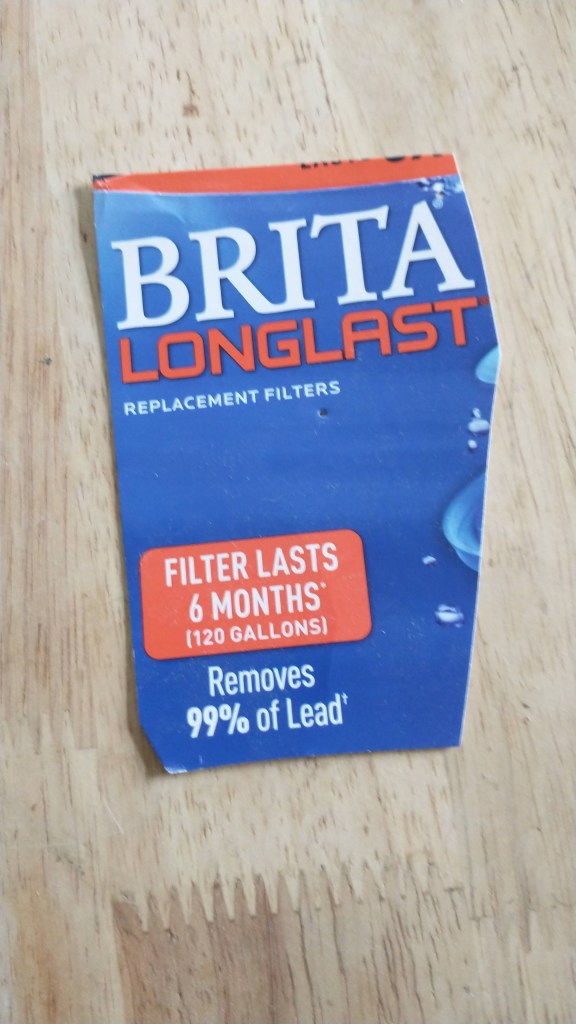 BRITA®
LONGLAST®
REPLACEMENT FILTERS
FILTER LASTS
6 MONTHS*
(120 GALLONS)
Removes
99% of Lead†